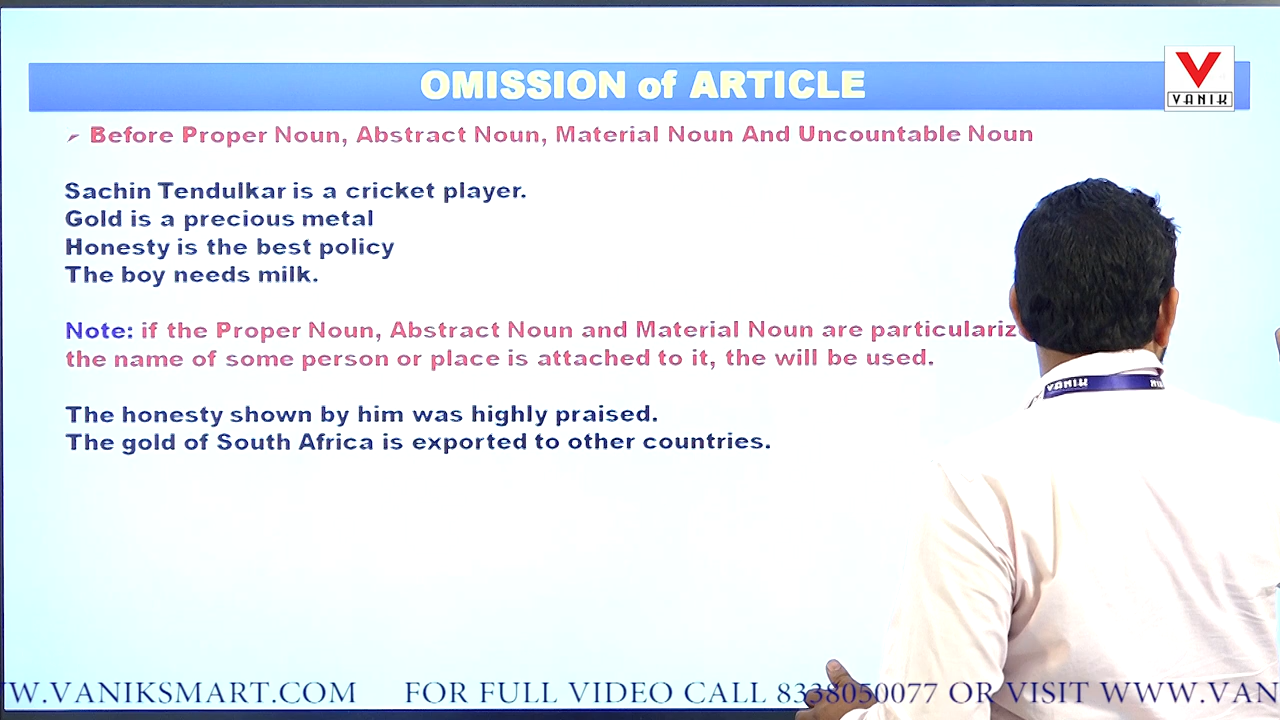 OMISSION of ARTICLE
VANIK
Before Proper Noun, Abstract Noun, Material Noun And Uncountable Noun
Sachin Tendulkar is a cricket player.
Gold is a precious metal
Honesty is the best policy
The boy needs milk.
Note: if the Proper Noun, Abstract Noun and Material Noun are
the name of some person or place is attached to it, the will be used.
VANIK
The honesty shown by him was highly praised.
The gold of South Africa is exported to other countries.
WWW.VANIKSMART.COM FOR FULL VIDEO CALL 8338050077 OR VISIT